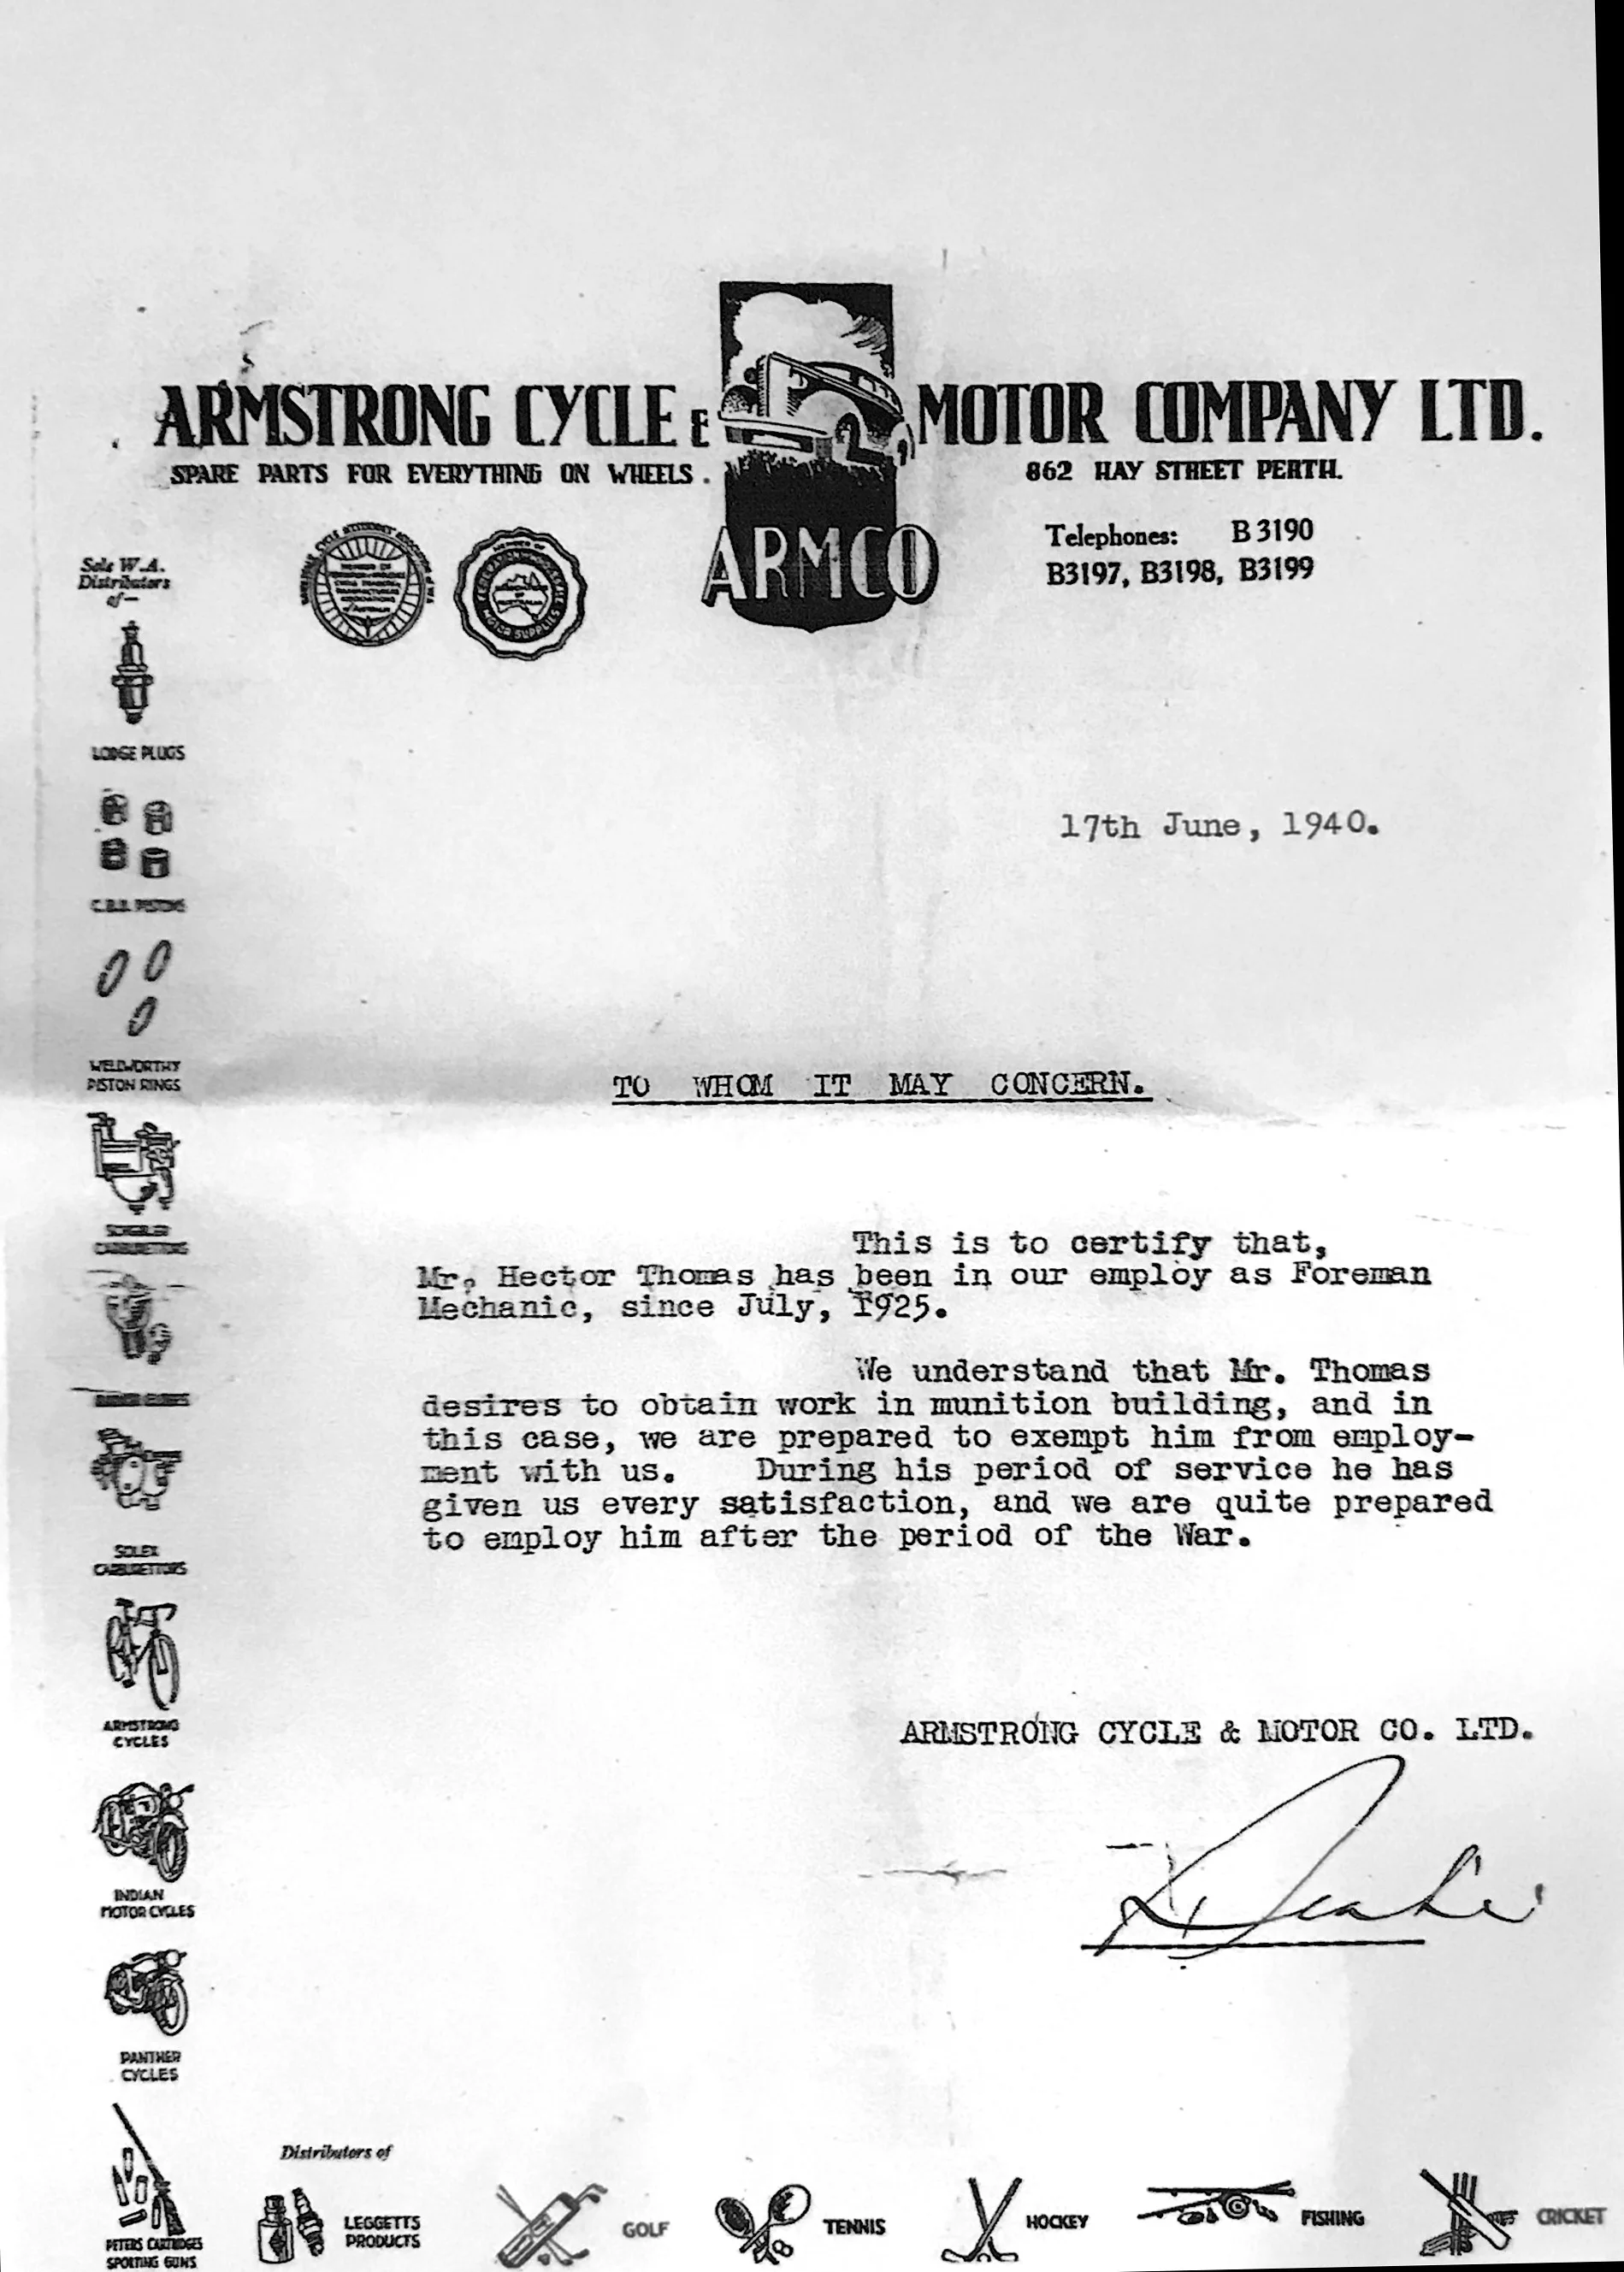 ARMSTRONG CYCLE & MOTOR COMPANY LTD.
SPARE PARTS FOR EVERYTHING ON WHEELS.
862 HAY STREET PERTH.
ARMCO
Telephones: B 3190
B3197, B3198, B3199
MEMBER OF
MOTOR SUPPLIES
Sole W.A.
Distributors
of—
LODGE PLUGS
17th June, 1940.
PISTONS
WELLWORTHY
PISTON RINGS
TO WHOM IT MAY CONCERN.
CARBURETTORS
This is to certify that,
Mr. Hector Thomas has been in our employ as Foreman
Mechanic, since July, 1925.
We understand that Mr. Thomas
desires to obtain work in munition building, and in
this case, we are prepared to exempt him from employ-
ment with us. During his period of service he has
given us every satisfaction, and we are quite prepared
to employ him after the period of the War.
SOLEX
CARBURETTORS
ARMSTRONG
CYCLES
ARMSTRONG CYCLE & MOTOR CO. LTD.
INDIAN
MOTOR CYCLES
PANTHER
CYCLES
PETERS CARTRIDGES
SPORTING GUNS
Distributors of
LEGGETTS
PRODUCTS
GOLF
TENNIS
HOCKEY
FISHING
CRICKET